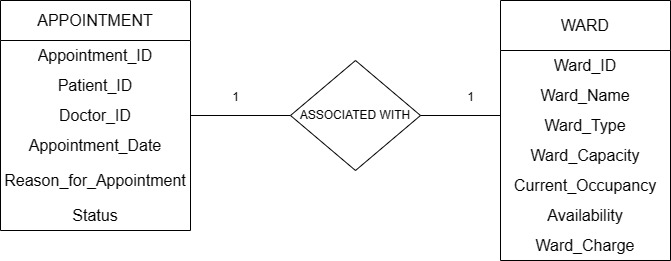 APPOINTMENT
Appointment_ID
Patient_ID
Doctor_ID
Appointment_Date
Reason_for_Appointment
Status
1
ASSOCIATED WITH
1
WARD
Ward_ID
Ward_Name
Ward_Type
Ward_Capacity
Current_Occupancy
Availability
Ward_Charge